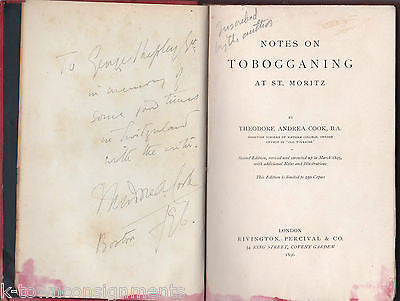 To George Shepley Esq
in memory of
some good times
in Switzerland
with the writer.
Theodore A. Cook
Boston
Inscribed
by the author
NOTES ON
TOBOGGANING
AT ST. MORITZ
BY
THEODORE ANDREA COOK, B.A.
Second Edition, revised and corrected up to March 1895,
with additional Rules and Illustrations
This Edition is limited to 250 Copies
LONDON
RIVINGTON, PERCIVAL & CO.
34 KING STREET, COVENT GARDEN
1896
k-townconsignments